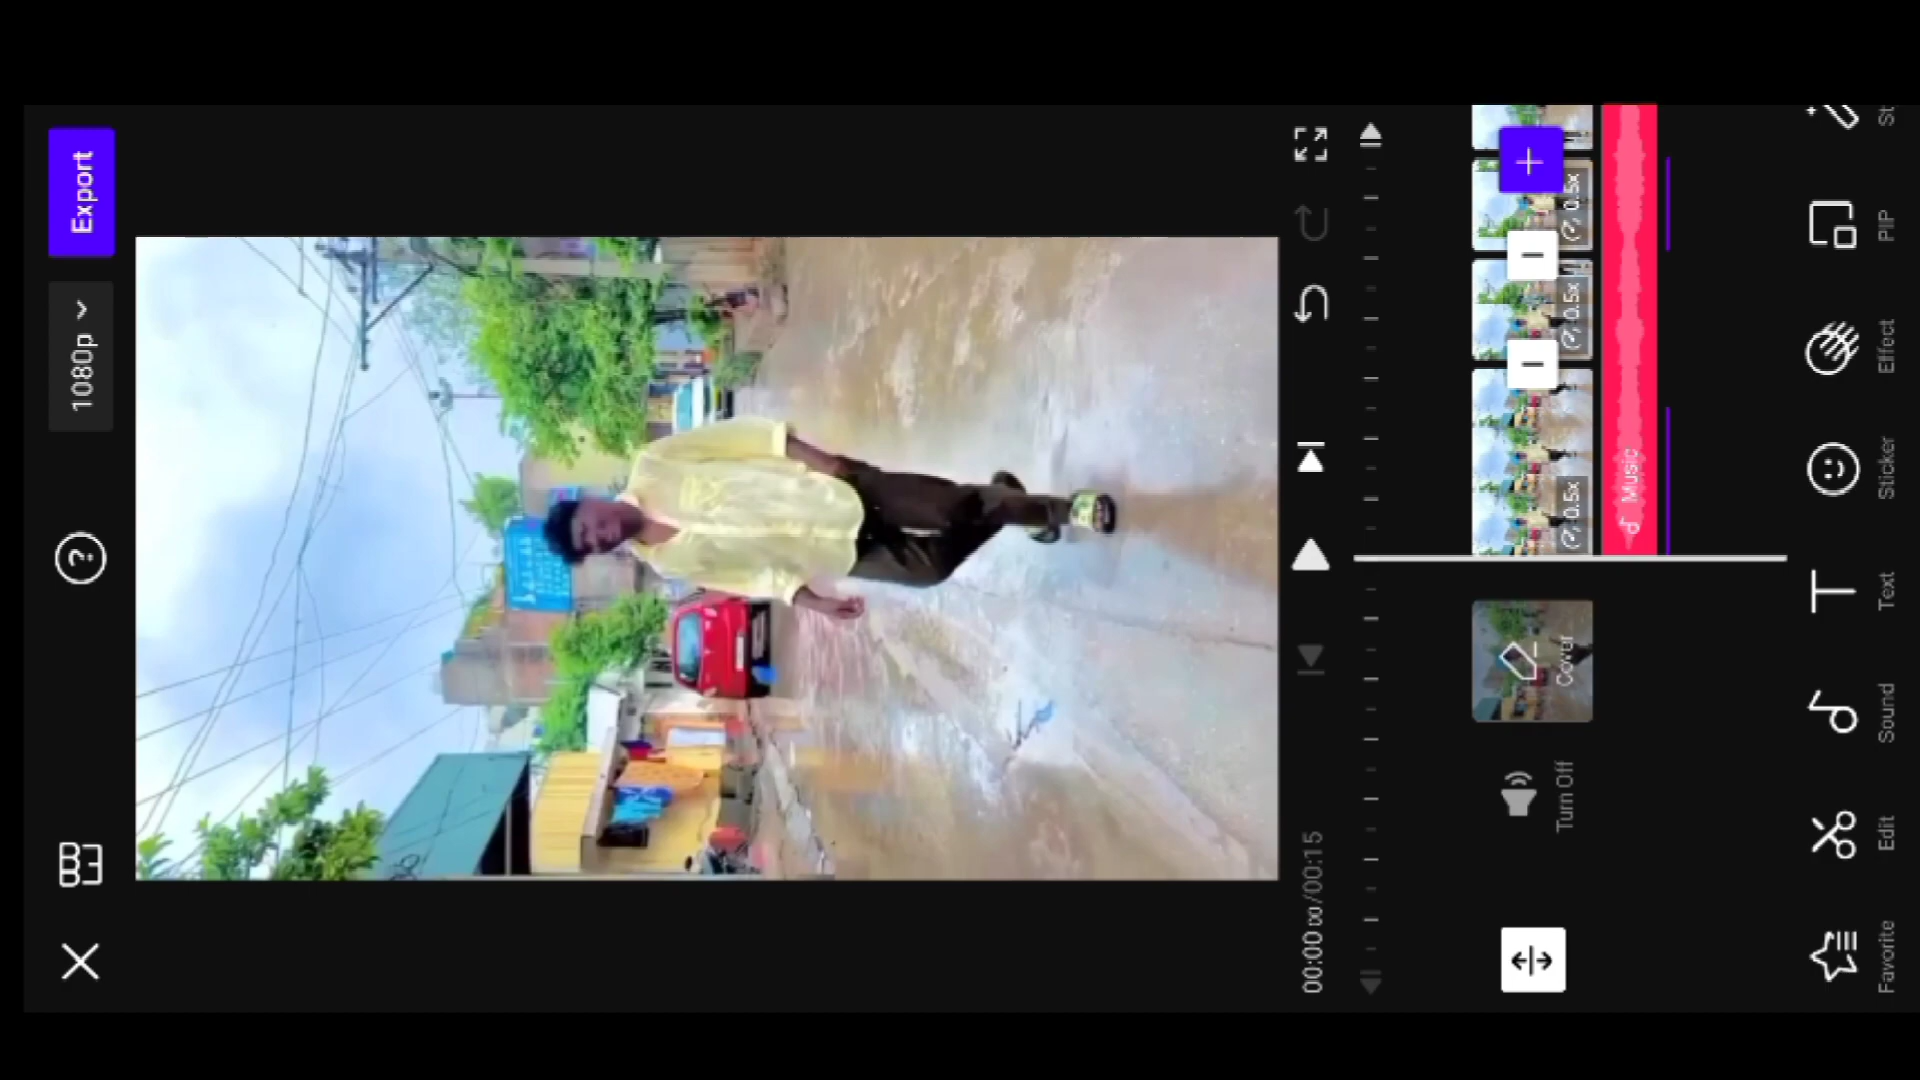 Export
1080p
00:00 00/00:15
Turn Off
Cover
0.5x
0.5x
0.5x
Music
Favorite
Edit
Sound
Text
Sticker
Effect
PIP
St